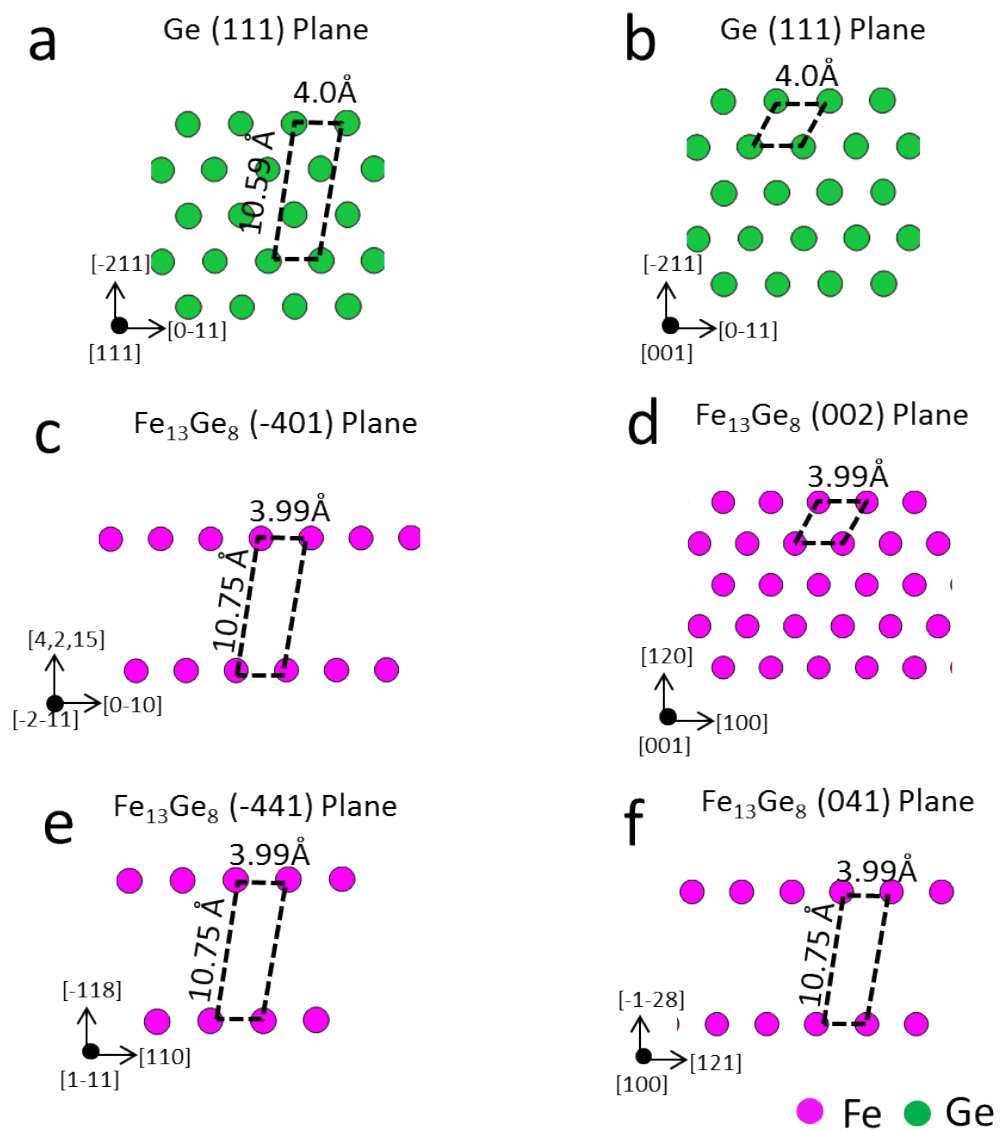 a
Ge (111) Plane
4.0Å
10.59 Å
[-211]
[0-11]
[111]
b
Ge (111) Plane
4.0Å
[-211]
[0-11]
[001]
c
Fe₁₃Ge₈ (-401) Plane
3.99Å
10.75 Å
[4,2,15]
[-2-11]
[0-10]
d
Fe₁₃Ge₈ (002) Plane
3.99Å
[120]
[100]
[001]
e
Fe₁₃Ge₈ (-441) Plane
3.99Å
10.75 Å
[-118]
[110]
[1-11]
f
Fe₁₃Ge₈ (041) Plane
3.99Å
10.75 Å
[-1-28]
[121]
[100]
Fe
Ge